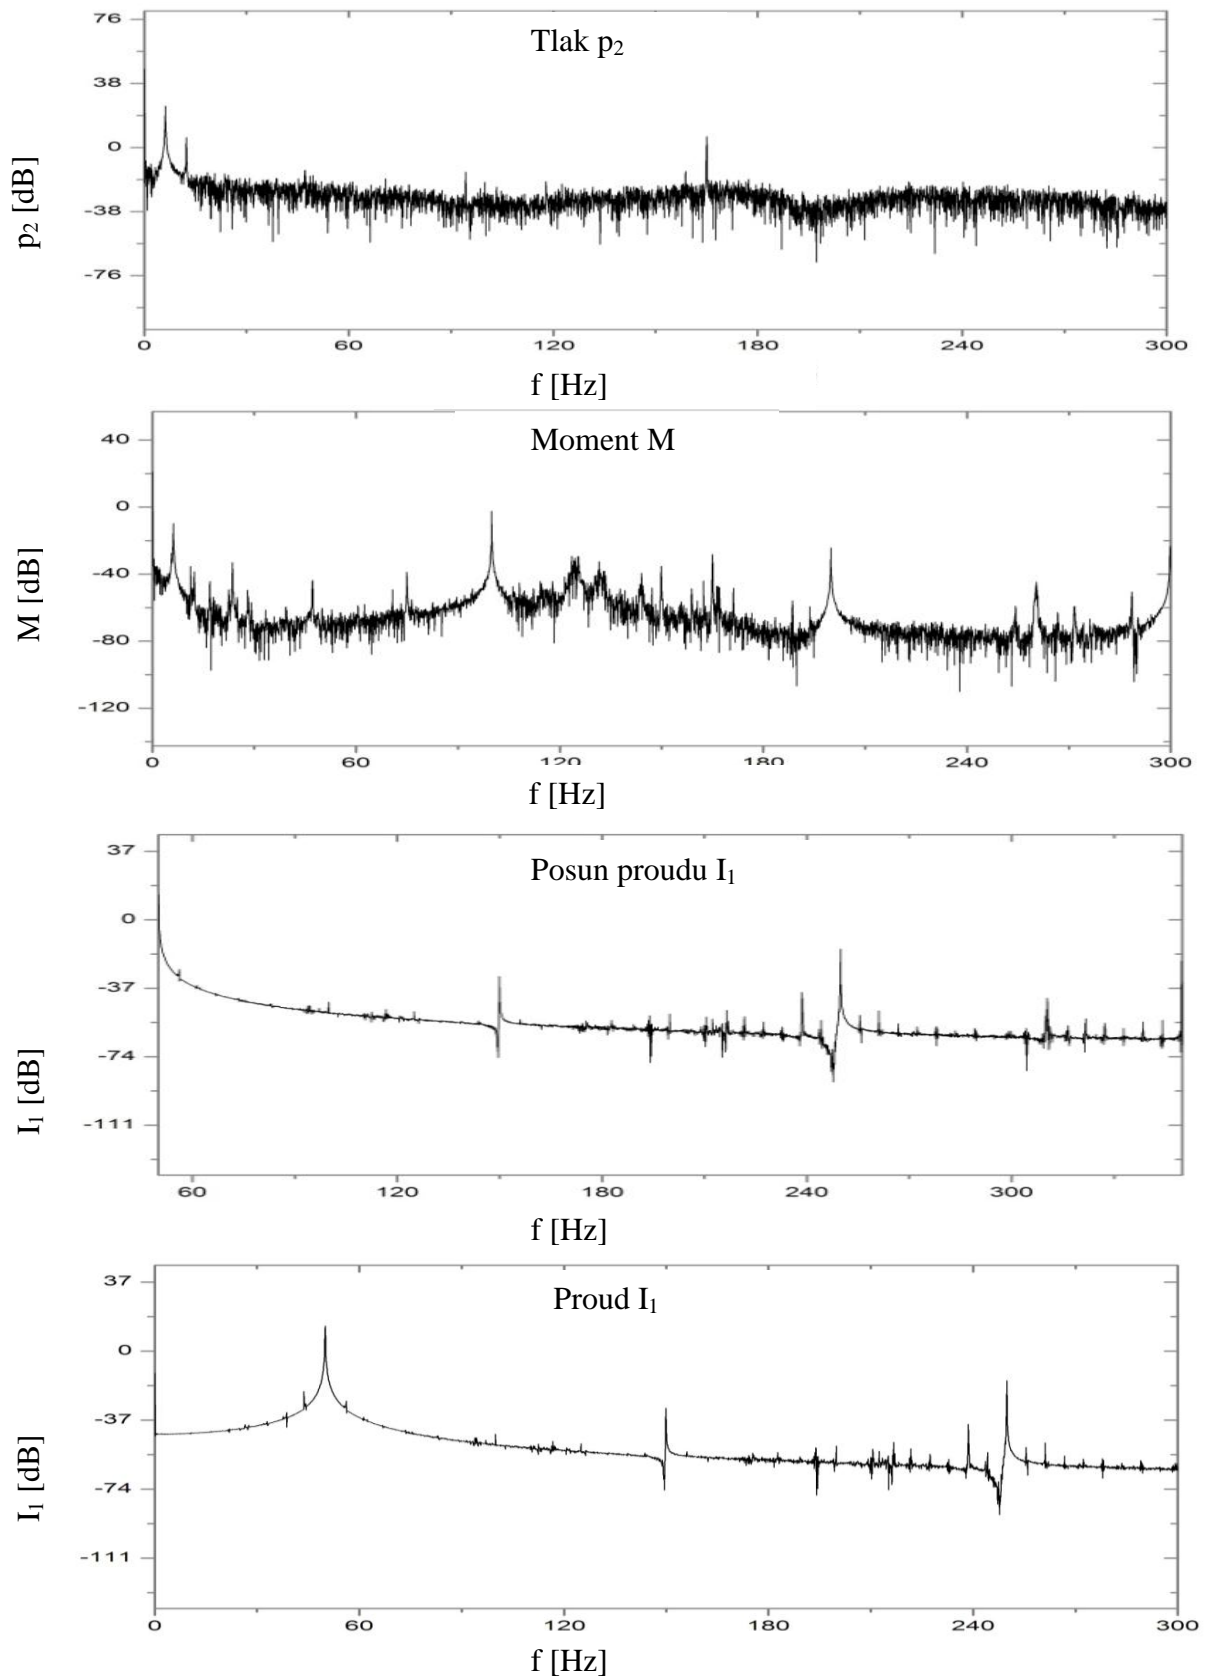 Tlak p₂
p₂ [dB]
76
38
0
-38
-76
0 60 120 180 240 300
f [Hz]
Moment M
M [dB]
40
0
-40
-80
-120
0 60 120 180 240 300
f [Hz]
Posun proudu I₁
I₁ [dB]
37
0
-37
-74
-111
60 120 180 240 300
f [Hz]
Proud I₁
I₁ [dB]
37
0
-37
-74
-111
0 60 120 180 240 300
f [Hz]